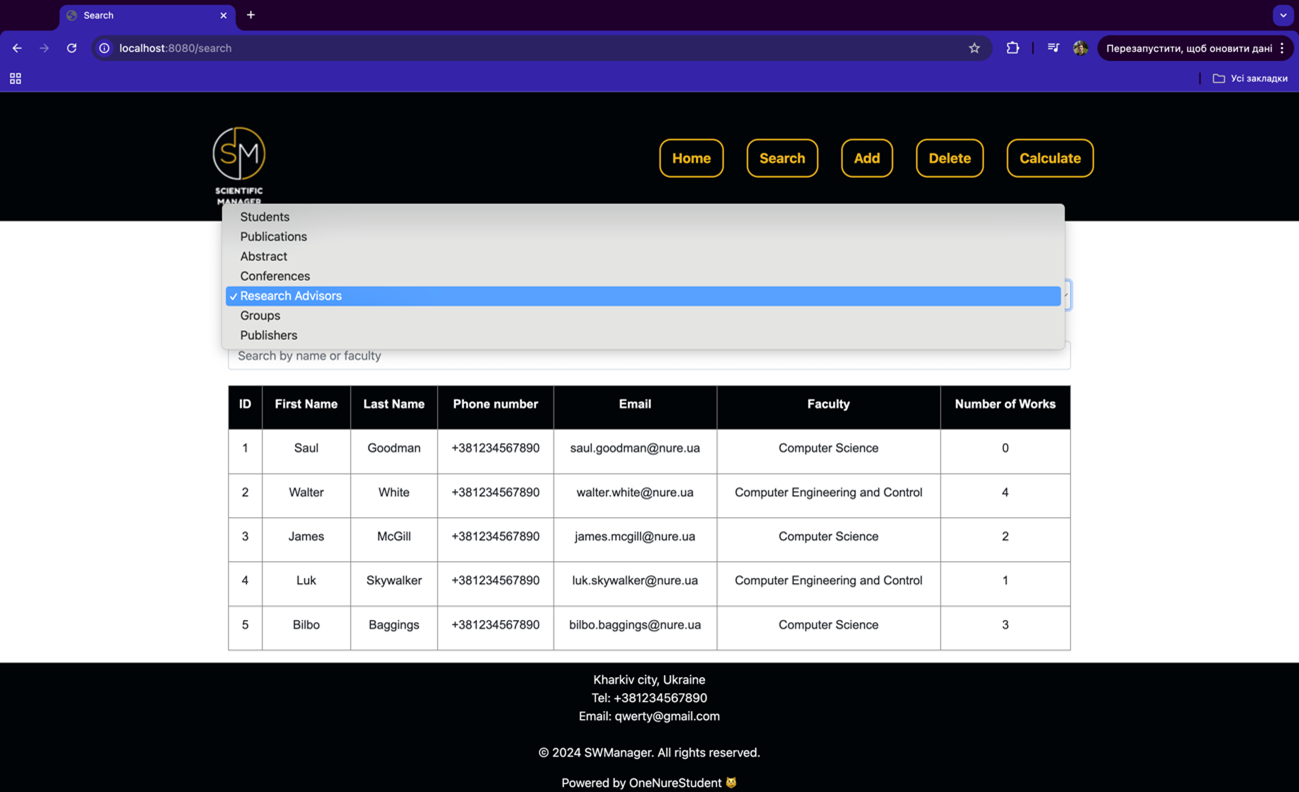 Search
localhost:8080/search
Перезапустити, щоб оновити дані
Усі закладки
SM
SCIENTIFIC
MANAGER
Home Search Add Delete Calculate
Students
Publications
Abstract
Conferences
✓ Research Advisors
Groups
Publishers
Search by name or faculty
ID First Name Last Name Phone number Email Faculty Number of Works
1 Saul Goodman +381234567890 saul.goodman@nure.ua Computer Science 0
2 Walter White +381234567890 walter.white@nure.ua Computer Engineering and Control 4
3 James McGill +381234567890 james.mcgill@nure.ua Computer Science 2
4 Luk Skywalker +381234567890 luk.skywalker@nure.ua Computer Engineering and Control 1
5 Bilbo Baggings +381234567890 bilbo.baggings@nure.ua Computer Science 3
Kharkiv city, Ukraine
Tel: +381234567890
Email: qwerty@gmail.com
© 2024 SWManager. All rights reserved.
Powered by OneNureStudent 🐯